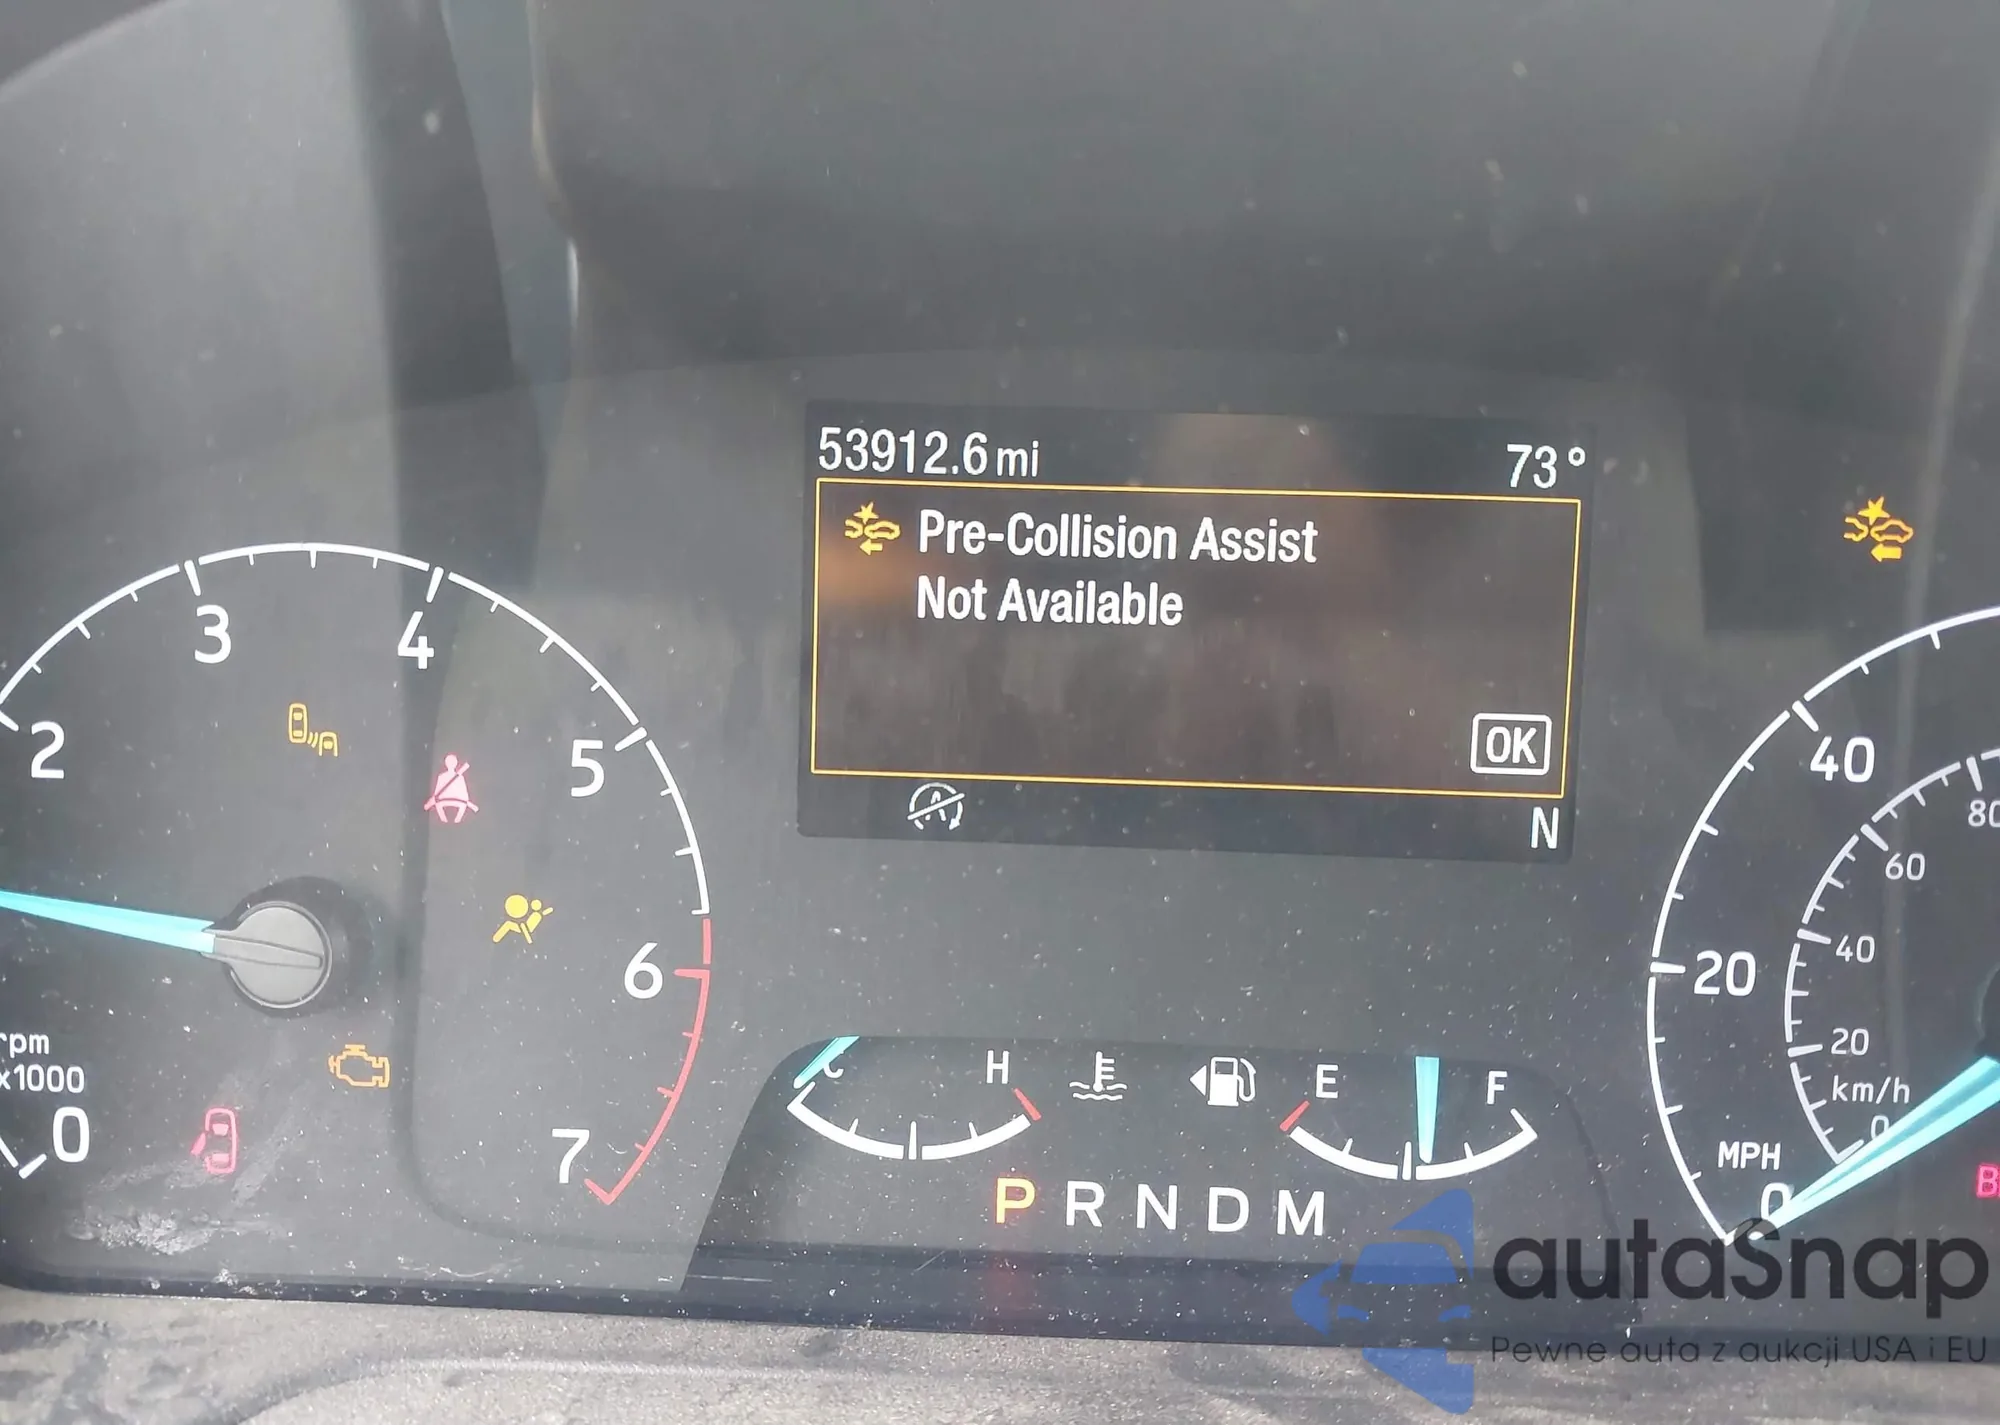 53912.6 mi
73°
Pre-Collision Assist
Not Available
OK
N
2
3
4
5
6
7
rpm
x1000
0
C
H
E
F
P R N D M
40
20
0
MPH
80
60
40
20
km/h
0
autaSnap
Pewne auta z aukcji USA i EU